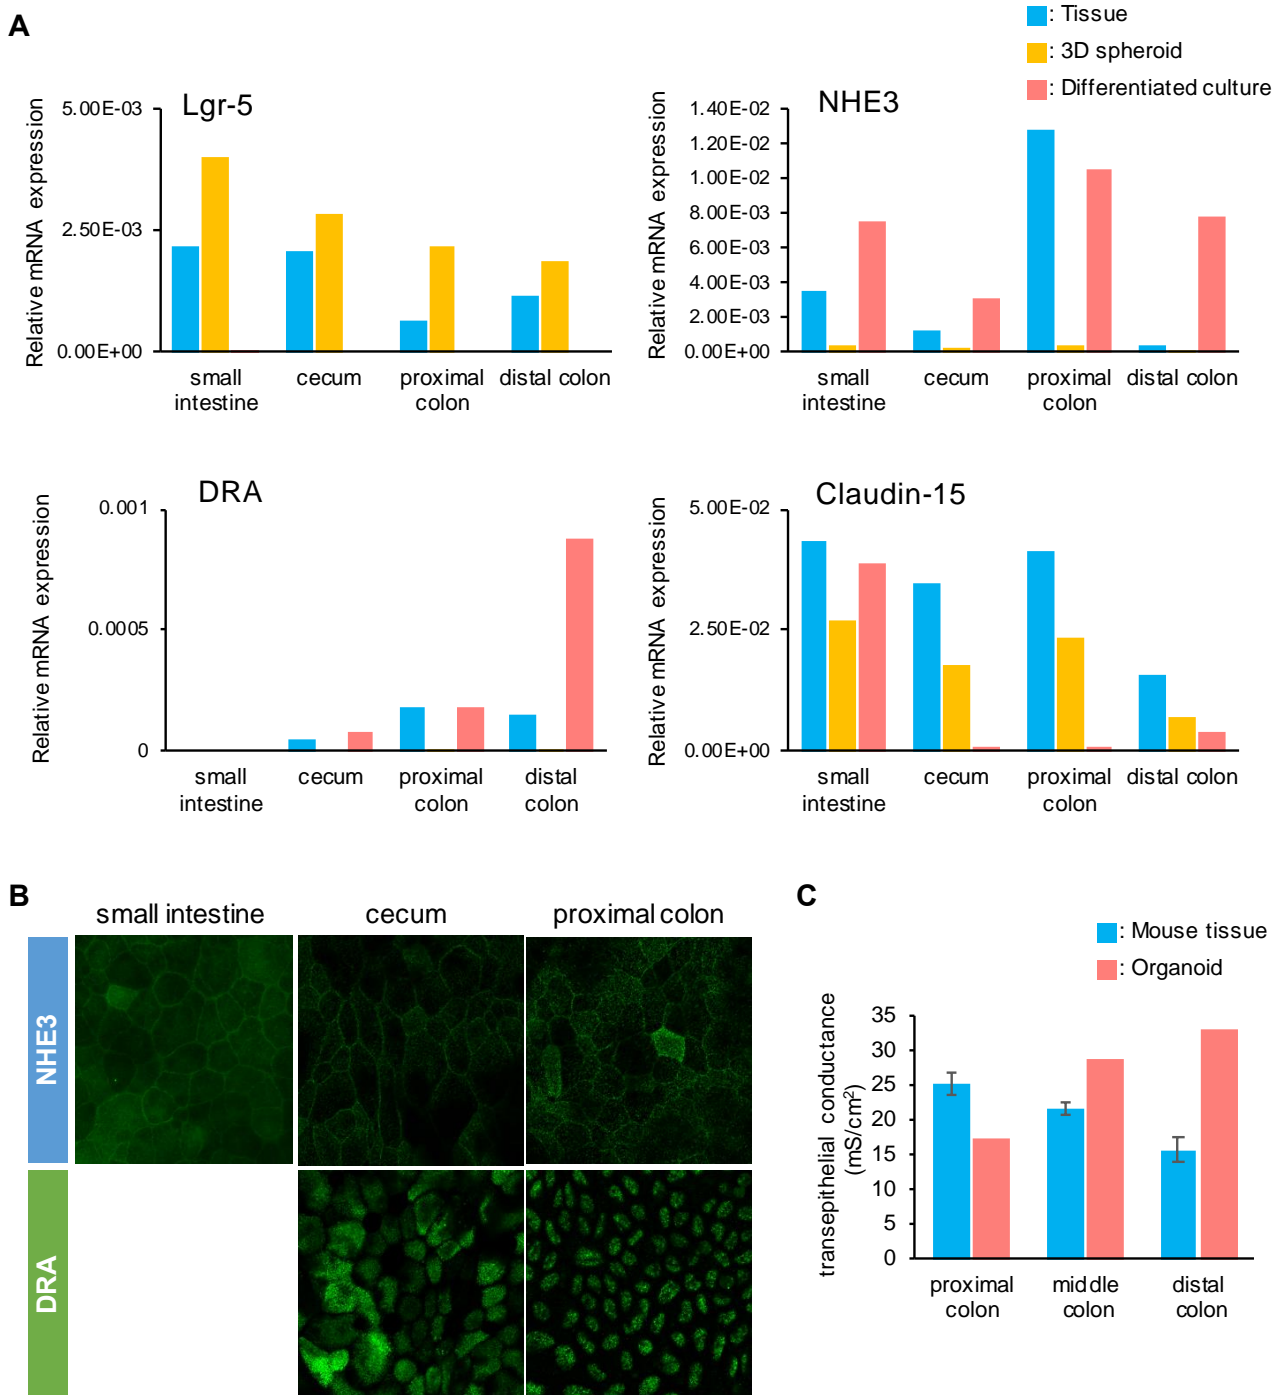 A
: Tissue
: 3D spheroid
: Differentiated culture
Lgr-5
Relative mRNA expression
5.00E-03
2.50E-03
0.00E+00
small intestine
cecum
proximal colon
distal colon
NHE3
Relative mRNA expression
1.40E-02
1.20E-02
1.00E-02
8.00E-03
6.00E-03
4.00E-03
2.00E-03
0.00E+00
small intestine
cecum
proximal colon
distal colon
DRA
Relative mRNA expression
0.001
0.0005
0
small intestine
cecum
proximal colon
distal colon
Claudin-15
Relative mRNA expression
5.00E-02
2.50E-02
0.00E+00
small intestine
cecum
proximal colon
distal colon
B
small intestine
cecum
proximal colon
NHE3
DRA
C
: Mouse tissue
: Organoid
transepithelial conductance
(mS/cm²)
35
30
25
20
15
10
5
0
proximal colon
middle colon
distal colon